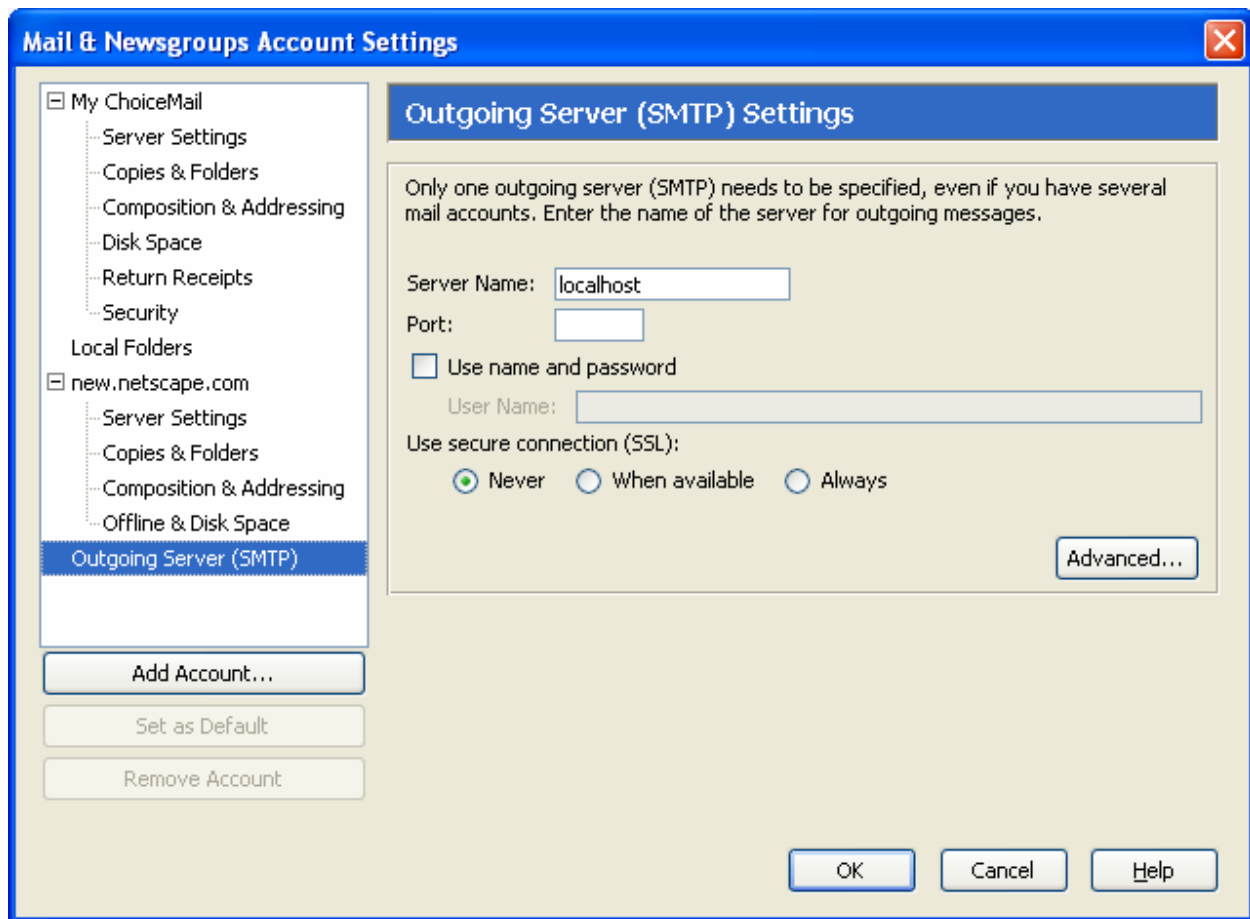 Mail & Newsgroups Account Settings
My ChoiceMail
Server Settings
Copies & Folders
Composition & Addressing
Disk Space
Return Receipts
Security
Local Folders
new.netscape.com
Server Settings
Copies & Folders
Composition & Addressing
Offline & Disk Space
Outgoing Server (SMTP)
Add Account...
Set as Default
Remove Account
Outgoing Server (SMTP) Settings
Only one outgoing server (SMTP) needs to be specified, even if you have several
mail accounts. Enter the name of the server for outgoing messages.
Server Name: localhost
Port:
Use name and password
User Name:
Use secure connection (SSL):
Never When available Always
Advanced...
OK Cancel Help